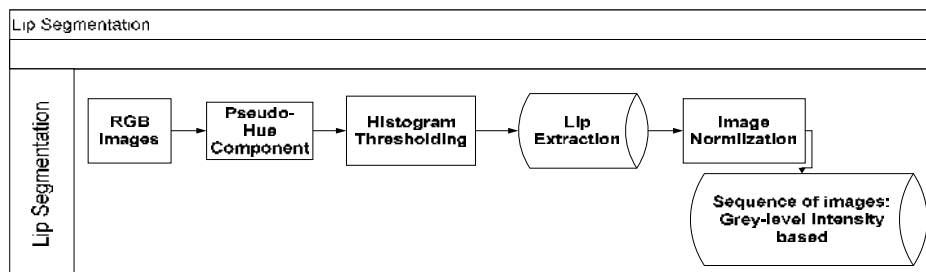 Lip Segmentation
Lip Segmentation
RGB
Images
Pseudo-
Hue
Component
Histogram
Thresholding
Lip
Extraction
Image
Normilization
Sequence of images:
Grey-level Intensity
based